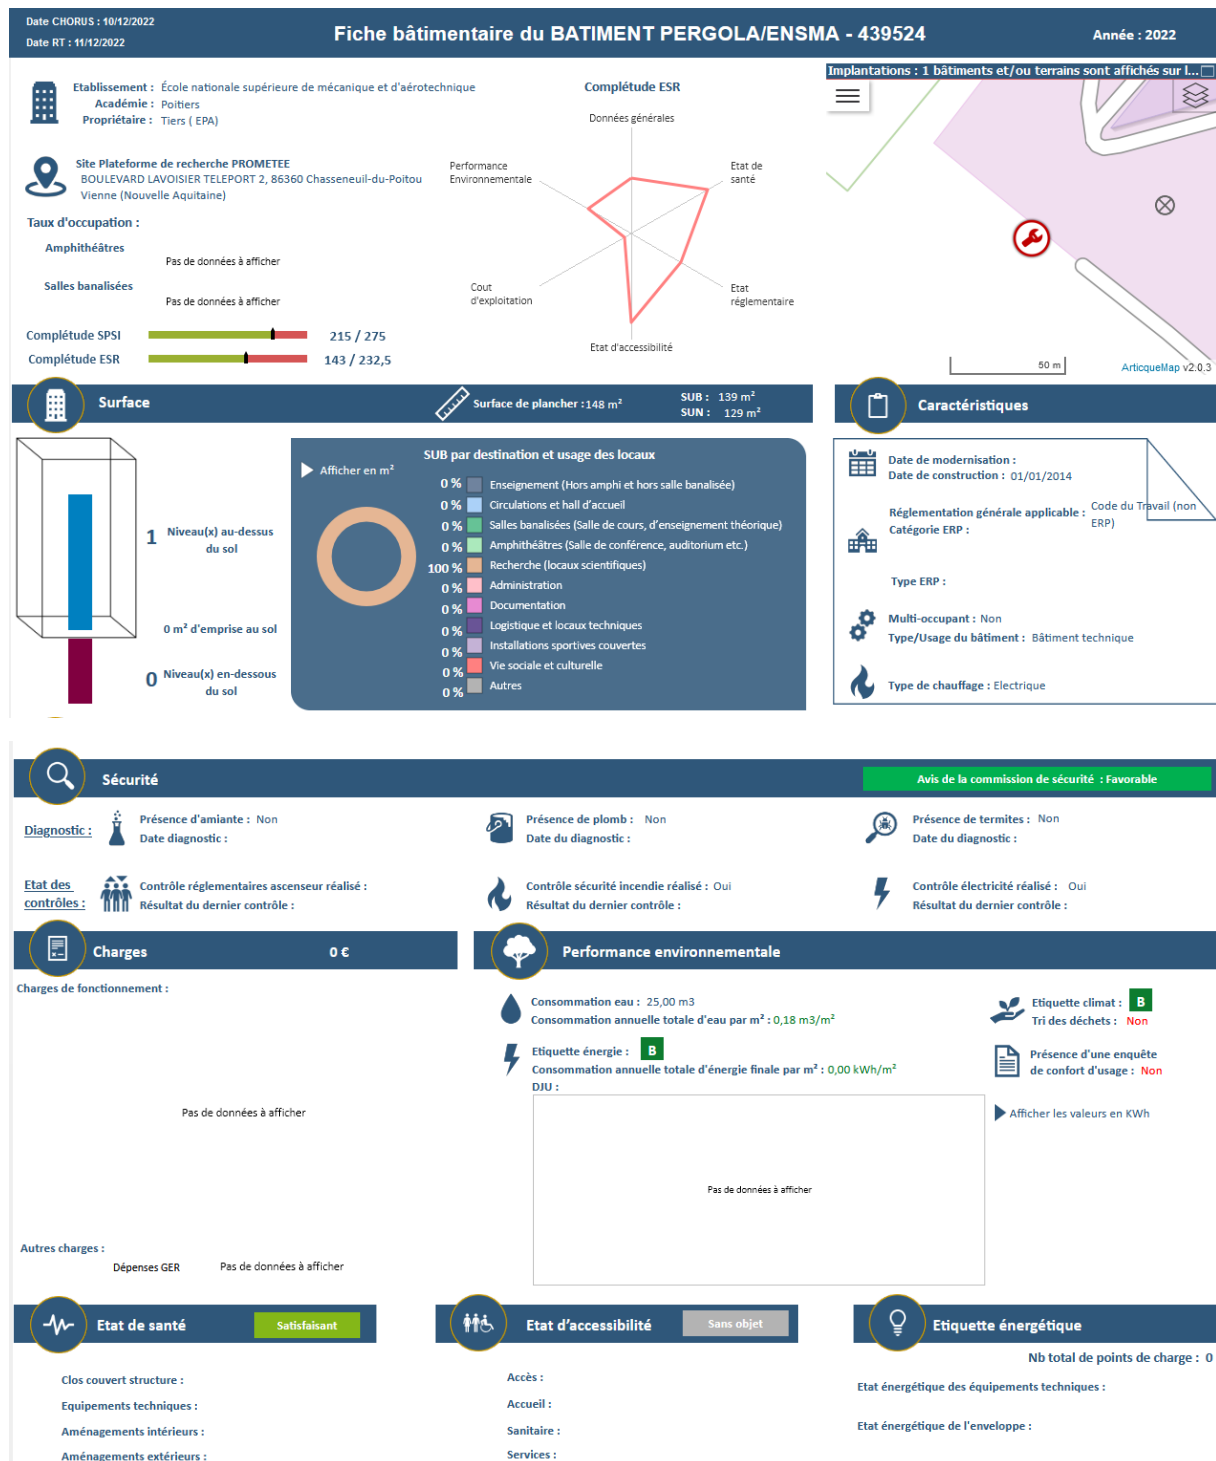 Date CHORUS : 10/12/2022
Date RT : 11/12/2022
Fiche bâtimentaire du BATIMENT PERGOLA/ENSMA - 439524
Année : 2022
Etablissement : École nationale supérieure de mécanique et d'aérotechnique
Académie : Poitiers
Propriétaire : Tiers ( EPA)
Site Plateforme de recherche PROMETEE
BOULEVARD LAVOISIER TELEPORT 2, 86360 Chasseneuil-du-Poitou
Vienne (Nouvelle Aquitaine)
Taux d'occupation :
Amphithéâtres
Pas de données à afficher
Salles banalisées
Pas de données à afficher
Complétude SPSI 215 / 275
Complétude ESR 143 / 232,5
Complétude ESR
Données générales
Performance
Environnementale
Etat de
santé
Cout
d'exploitation
Etat
réglementaire
Etat d'accessibilité
Implantations : 1 bâtiments et/ou terrains sont affichés sur l...
50 m
ArticqueMap v2.0.3
Surface
Surface de plancher : 148 m²
SUB : 139 m²
SUN : 129 m²
1 Niveau(x) au-dessus
du sol
0 m² d'emprise au sol
0 Niveau(x) en-dessous
du sol
SUB par destination et usage des locaux
Afficher en m²
0 % Enseignement (Hors amphi et hors salle banalisée)
0 % Circulations et hall d'accueil
0 % Salles banalisées (Salle de cours, d'enseignement théorique)
0 % Amphithéâtres (Salle de conférence, auditorium etc.)
100 % Recherche (locaux scientifiques)
0 % Administration
0 % Documentation
0 % Logistique et locaux techniques
0 % Installations sportives couvertes
0 % Vie sociale et culturelle
0 % Autres
Caractéristiques
Date de modernisation :
Date de construction : 01/01/2014
Réglementation générale applicable : Code du Travail (non
ERP)
Catégorie ERP :
Type ERP :
Multi-occupant : Non
Type/Usage du bâtiment : Bâtiment technique
Type de chauffage : Electrique
Sécurité
Avis de la commission de sécurité : Favorable
Diagnostic :
Présence d'amiante : Non
Date diagnostic :
Présence de plomb : Non
Date du diagnostic :
Présence de termites : Non
Date du diagnostic :
Etat des
contrôles :
Contrôle réglementaires ascenseur réalisé :
Résultat du dernier contrôle :
Contrôle sécurité incendie réalisé : Oui
Résultat du dernier contrôle :
Contrôle électricité réalisé : Oui
Résultat du dernier contrôle :
Charges 0 €
Charges de fonctionnement :
Pas de données à afficher
Autres charges :
Dépenses GER Pas de données à afficher
Performance environnementale
Consommation eau : 25,00 m3
Consommation annuelle totale d'eau par m² : 0,18 m3/m²
Etiquette énergie : B
Consommation annuelle totale d'énergie finale par m² : 0,00 kWh/m²
DJU :
Pas de données à afficher
Etiquette climat : B
Tri des déchets : Non
Présence d'une enquête
de confort d'usage : Non
Afficher les valeurs en KWh
Etat de santé
Satisfaisant
Clos couvert structure :
Equipements techniques :
Aménagements intérieurs :
Aménagements extérieurs :
Etat d'accessibilité
Sans objet
Accès :
Accueil :
Sanitaire :
Services :
Etiquette énergétique
Nb total de points de charge : 0
Etat énergétique des équipements techniques :
Etat énergétique de l'enveloppe :